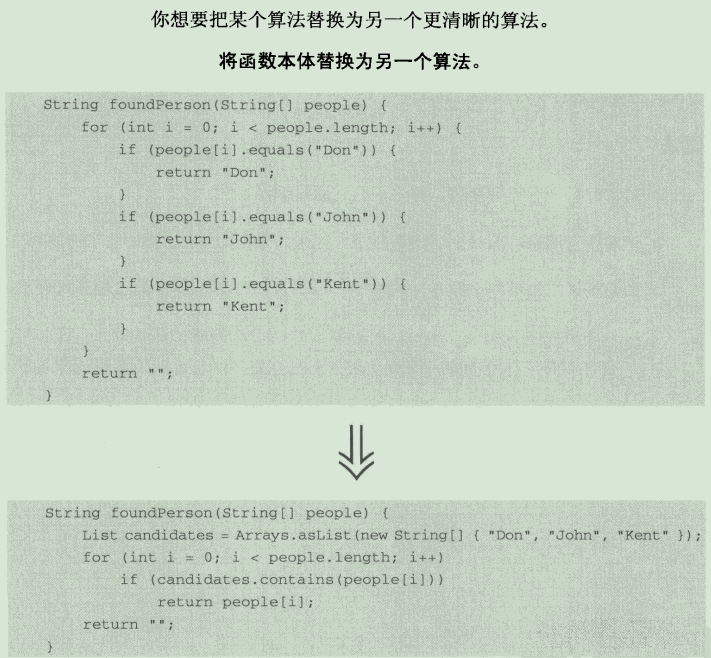 你想要把某个算法替换为另一个更清晰的算法。
将函数本体替换为另一个算法。
String foundPerson(String[] people) {
    for (int i = 0; i < people.length; i++) {
        if (people[i].equals("Don")) {
            return "Don";
        }
        if (people[i].equals("John")) {
            return "John";
        }
        if (people[i].equals("Kent")) {
            return "Kent";
        }
    }
    return "";
}
String foundPerson(String[] people) {
    List candidates = Arrays.asList(new String[] { "Don", "John", "Kent" });
    for (int i = 0; i < people.length; i++)
        if (candidates.contains(people[i]))
            return people[i];
    return "";
}